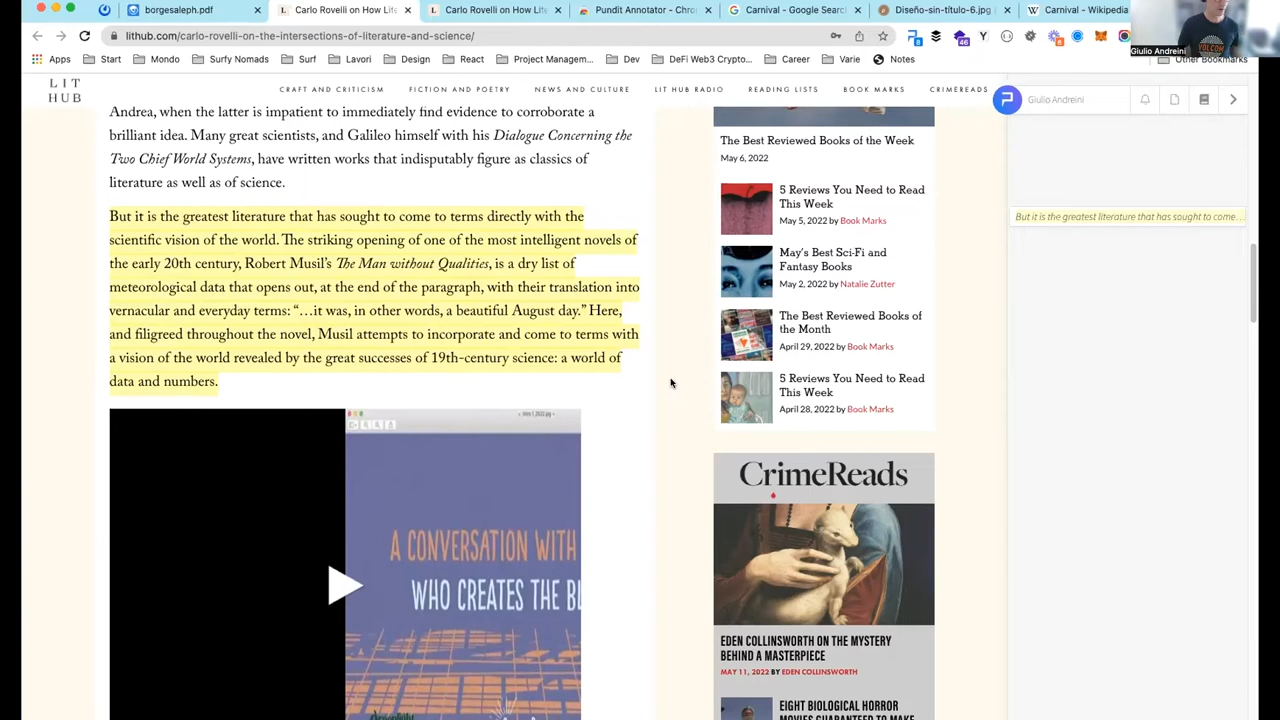 borgesaleph.pdf
Carlo Rovelli on How Lite
Carlo Rovelli on How Lite
Pundit Annotator - Chro
Carnival - Google Search
Diseño-sin-título-6.jpg
Carnival - Wikipedia
lithub.com/carlo-rovelli-on-the-intersections-of-literature-and-science/
Giulio Andreini
Apps
Start
Mondo
Surfy Nomads
Surf
Lavori
Design
React
Project Managem...
Dev
DeFi Web3 Crypto...
Career
Varie
Notes
Other Bookmarks
LIT
HUB
CRAFT AND CRITICISM
FICTION AND POETRY
NEWS AND CULTURE
LIT HUB RADIO
READING LISTS
BOOK MARKS
CRIMEREADS
Giulio Andreini
Andrea, when the latter is impatient to immediately find evidence to corroborate a
brilliant idea. Many great scientists, and Galileo himself with his Dialogue Concerning the
Two Chief World Systems, have written works that indisputably figure as classics of
literature as well as of science.
But it is the greatest literature that has sought to come to terms directly with the
scientific vision of the world. The striking opening of one of the most intelligent novels of
the early 20th century, Robert Musil's The Man without Qualities, is a dry list of
meteorological data that opens out, at the end of the paragraph, with their translation into
vernacular and everyday terms: “…it was, in other words, a beautiful August day.” Here,
and filigreed throughout the novel, Musil attempts to incorporate and come to terms with
a vision of the world revealed by the great successes of 19th-century science: a world of
data and numbers.
A CONVERSATION WITH
WHO CREATES THE BL
The Best Reviewed Books of the Week
May 6, 2022
5 Reviews You Need to Read
This Week
May 5, 2022 by Book Marks
May's Best Sci-Fi and
Fantasy Books
May 2, 2022 by Natalie Zutter
The Best Reviewed Books of
the Month
April 29, 2022 by Book Marks
5 Reviews You Need to Read
This Week
April 28, 2022 by Book Marks
CrimeReads
EDEN COLLINSWORTH ON THE MYSTERY
BEHIND A MASTERPIECE
MAY 11, 2022 BY EDEN COLLINSWORTH
EIGHT BIOLOGICAL HORROR
MOVIES GUARANTEED TO MAKE
But it is the greatest literature that has sought to come...